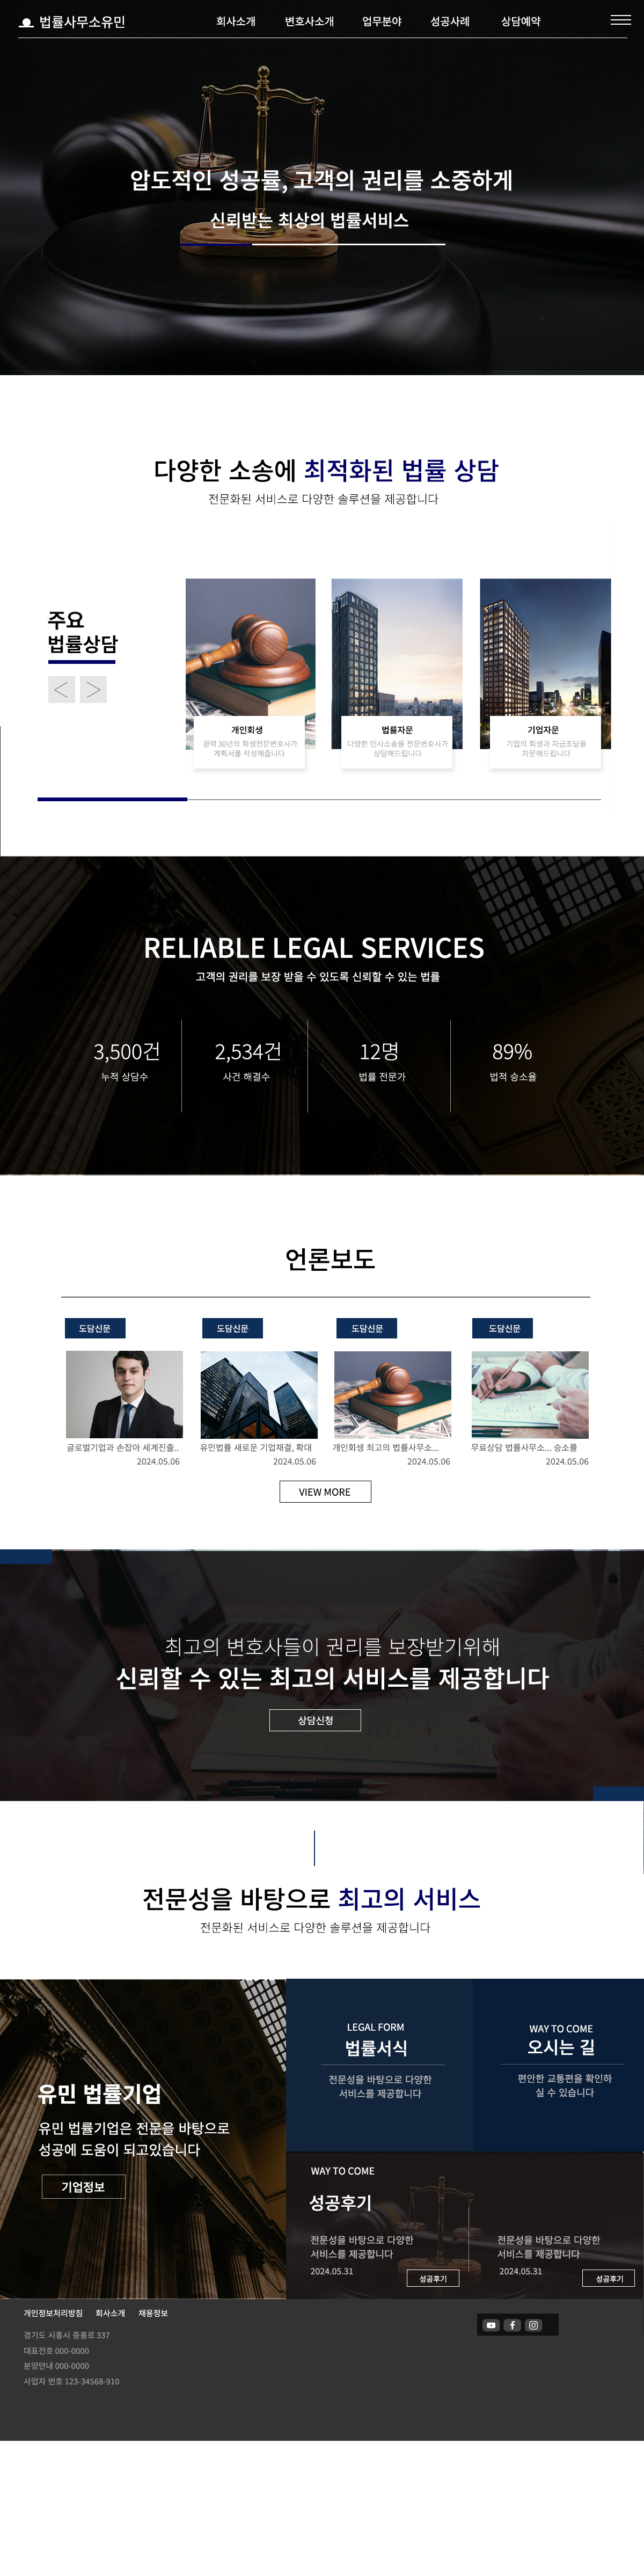 법률사무소유민
회사소개 변호사소개 업무분야 성공사례 상담예약
압도적인 성공률, 고객의 권리를 소중하게
신뢰받는 최상의 법률서비스
다양한 소송에 최적화된 법률 상담
전문화된 서비스로 다양한 솔루션을 제공합니다
주요
법률상담
개인회생
경력 30년의 회생전문변호사가
계획서를 작성해줍니다
법률자문
다양한 민사소송을 전문변호사가
상담해드립니다
기업자문
기업의 회생과 자금조달을
자문해드립니다
RELIABLE LEGAL SERVICES
고객의 권리를 보장 받을 수 있도록 신뢰할 수 있는 법률
3,500건
누적 상담수
2,534건
사건 해결수
12명
법률 전문가
89%
법적 승소율
언론보도
도담신문
글로벌기업과 손잡아 세계진출..
2024.05.06
도담신문
유민법률 새로운 기업채결, 확대
2024.05.06
도담신문
개인회생 최고의 법률사무소...
2024.05.06
도담신문
무료상담 법률사무소... 승소률
2024.05.06
VIEW MORE
최고의 변호사들이 권리를 보장받기위해
신뢰할 수 있는 최고의 서비스를 제공합니다
상담신청
전문성을 바탕으로 최고의 서비스
전문화된 서비스로 다양한 솔루션을 제공합니다
유민 법률기업
유민 법률기업은 전문을 바탕으로
성공에 도움이 되고있습니다
기업정보
LEGAL FORM
법률서식
전문성을 바탕으로 다양한
서비스를 제공합니다
WAY TO COME
오시는 길
편안한 교통편을 확인하
실 수 있습니다
WAY TO COME
성공후기
전문성을 바탕으로 다양한
서비스를 제공합니다
2024.05.31
성공후기
전문성을 바탕으로 다양한
서비스를 제공합니다
2024.05.31
성공후기
개인정보처리방침 회사소개 채용정보
경기도 시흥시 중흥로 337
대표전호 000-0000
분양안내 000-0000
사업자 번호 123-34568-910